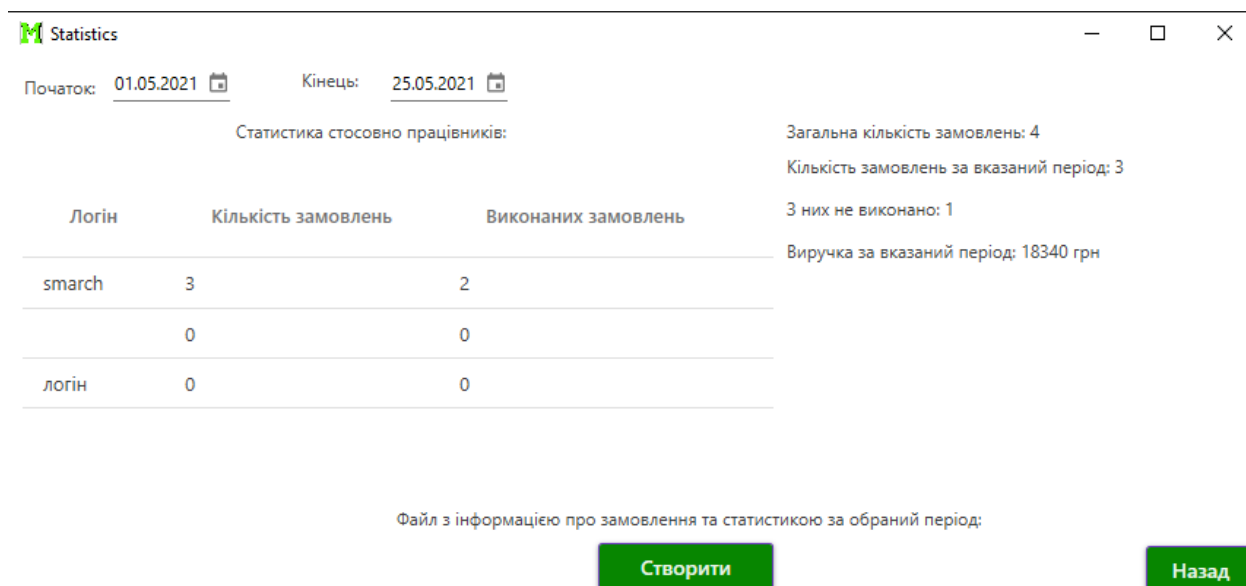 Statistics
Початок: 01.05.2021 Кінець: 25.05.2021
Статистика стосовно працівників:
Логін Кількість замовлень Виконаних замовлень
smarch 3 2
0 0
логін 0 0
Загальна кількість замовлень: 4
Кількість замовлень за вказаний період: 3
З них не виконано: 1
Виручка за вказаний період: 18340 грн
Файл з інформацією про замовлення та статистикою за обраний період:
Створити
Назад